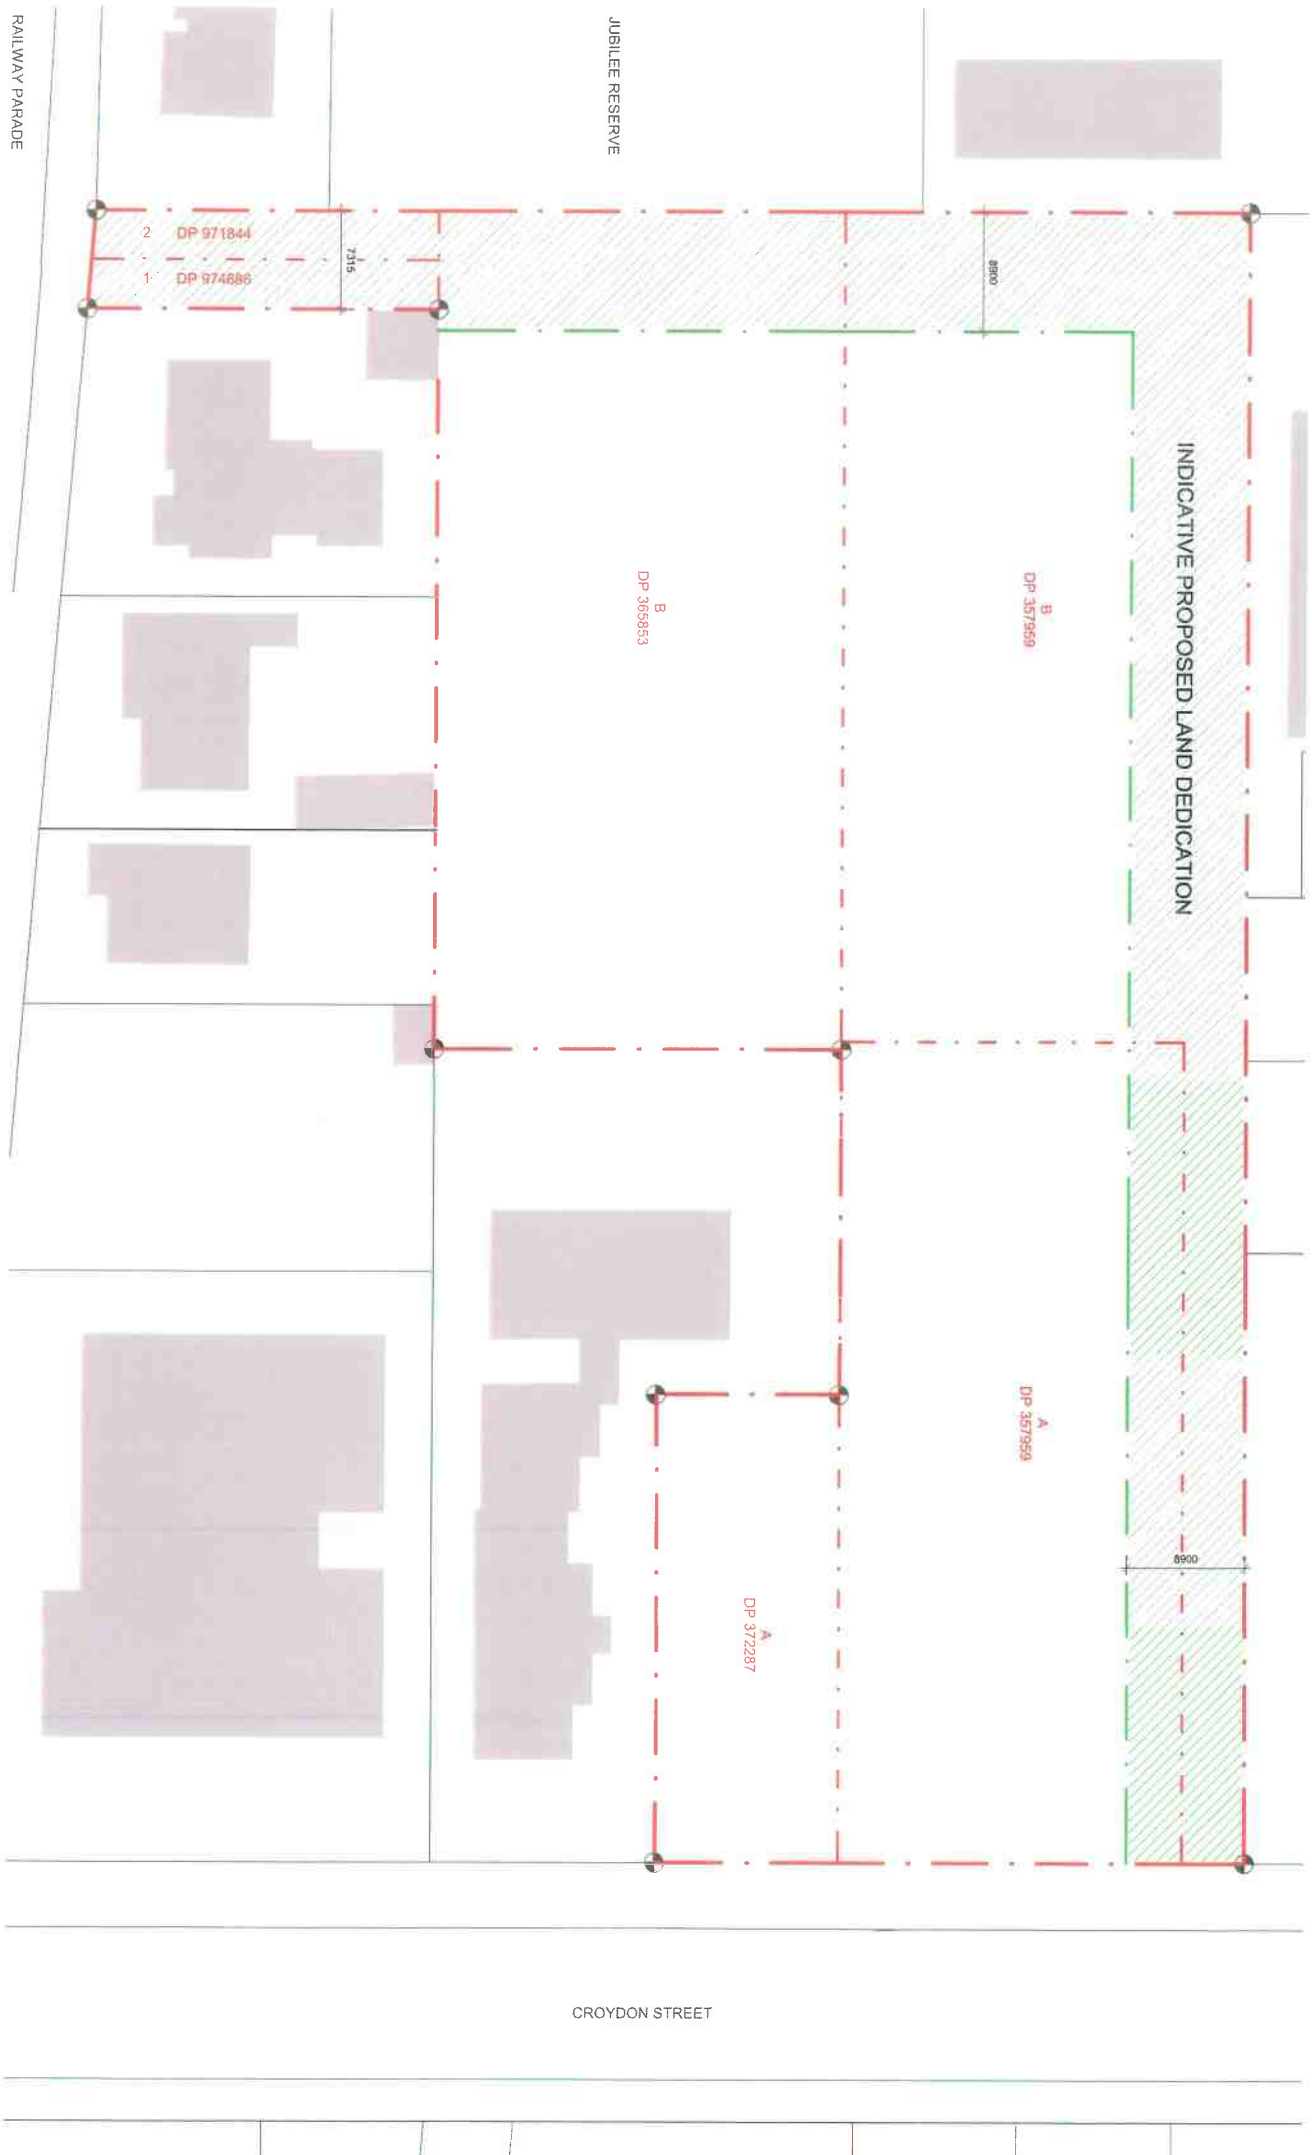 RAILWAY PARADE
JUBILEE RESERVE
2 DP 971844
1 DP 974686
7315
8900
INDICATIVE PROPOSED LAND DEDICATION
B
DP 365853
B
DP 357959
A
DP 357959
8900
A
DP 372287
CROYDON STREET